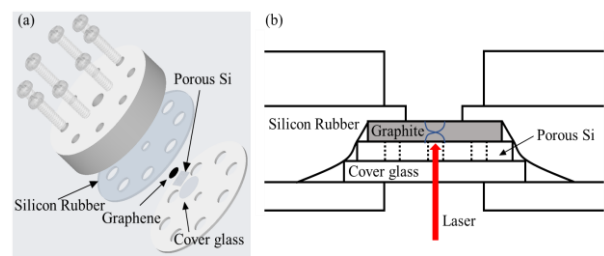 (a)
Porous Si
Silicon Rubber
Graphene
Cover glass
(b)
Silicon Rubber
Graphite
Porous Si
Cover glass
Laser